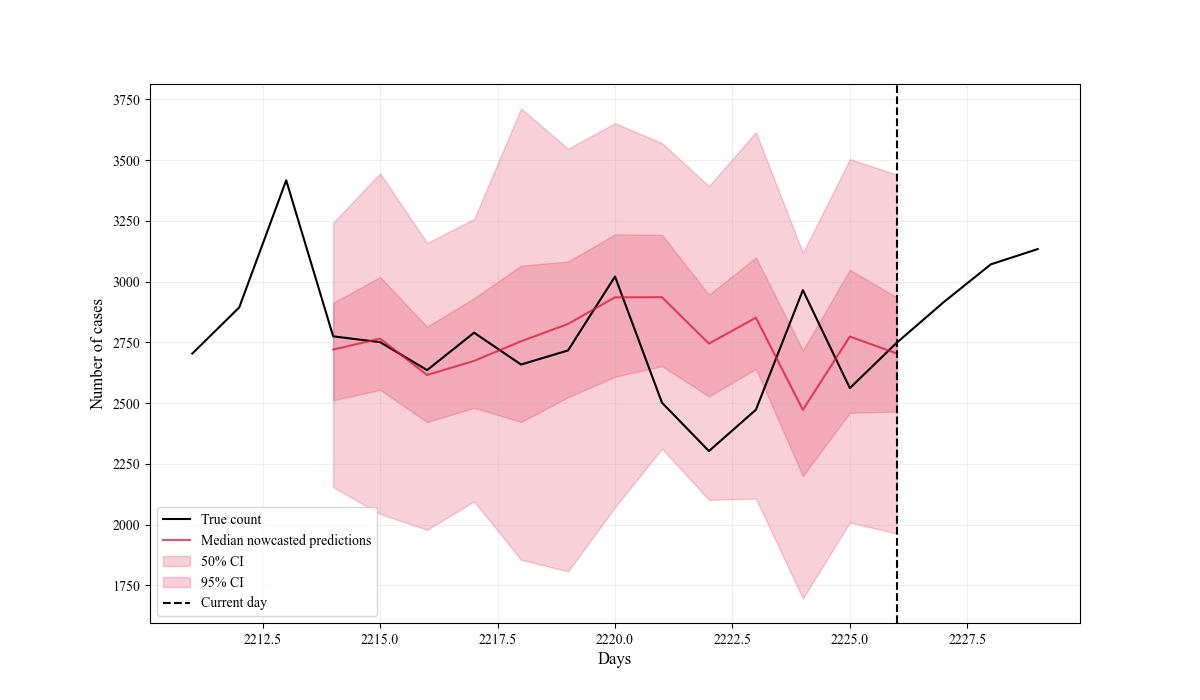 3750
3500
3250
3000
2750
2500
2250
2000
1750
Number of cases
True count
Median nowcasted predictions
50% CI
95% CI
Current day
2212.5 2215.0 2217.5 2220.0 2222.5 2225.0 2227.5
Days